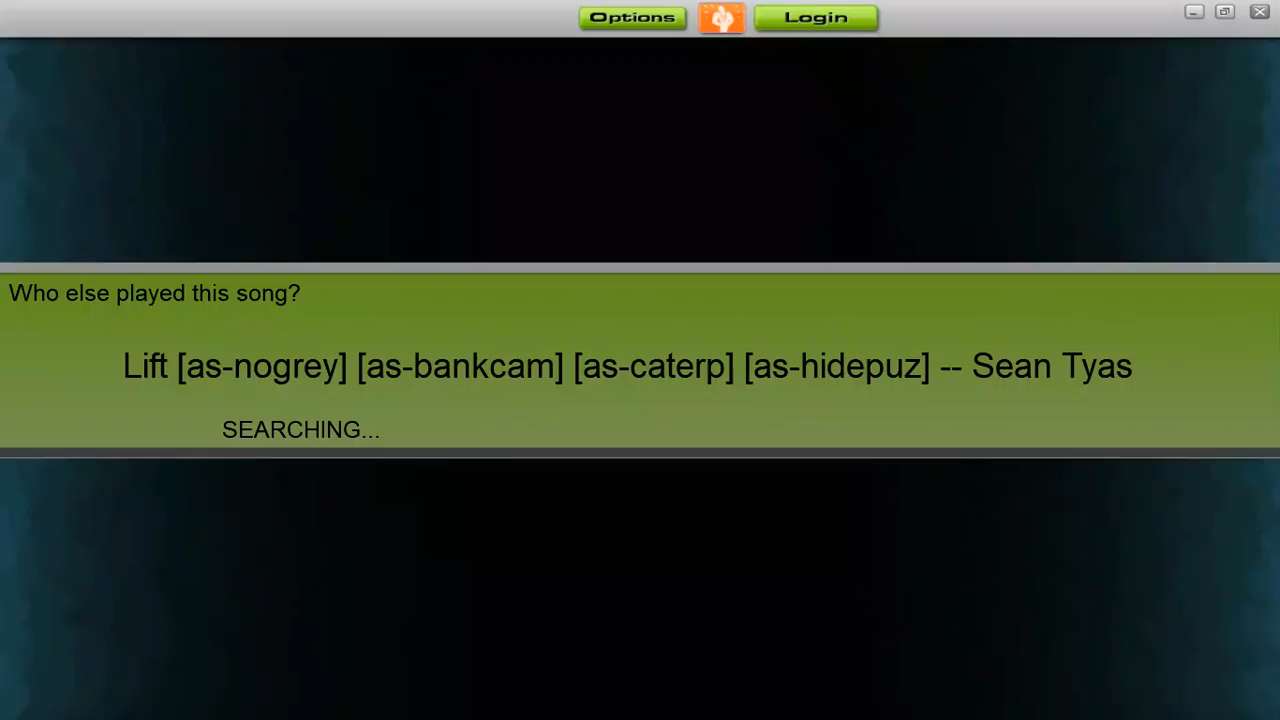 Options
Login
Who else played this song?
Lift [as-nogrey] [as-bankcam] [as-caterp] [as-hidepuz] -- Sean Tyas
SEARCHING...